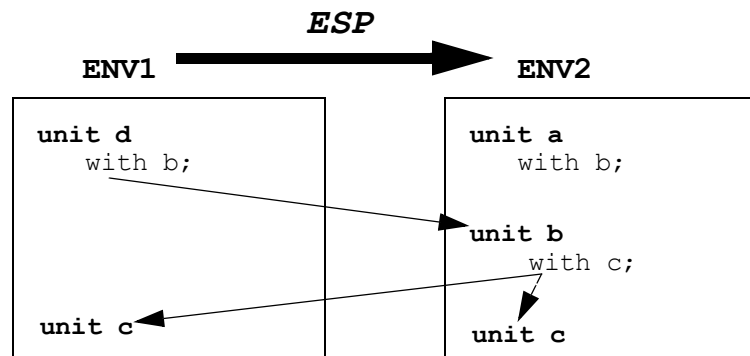 ESP
ENV1
ENV2
unit d
with b;
unit c
unit a
with b;
unit b
with c;
unit c